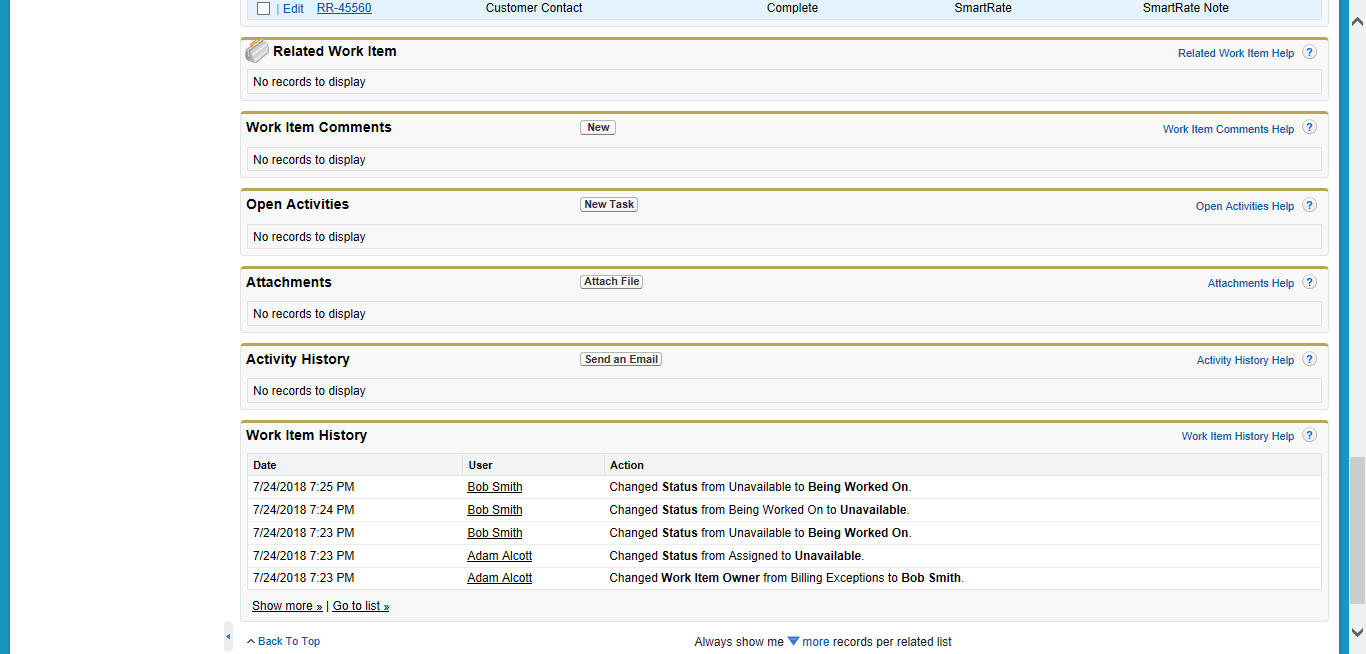 | Edit RR-45560 Customer Contact Complete SmartRate SmartRate Note
Related Work Item Related Work Item Help ?
No records to display
Work Item Comments New Work Item Comments Help ?
No records to display
Open Activities New Task Open Activities Help ?
No records to display
Attachments Attach File Attachments Help ?
No records to display
Activity History Send an Email Activity History Help ?
No records to display
Work Item History Work Item History Help ?
Date User Action
7/24/2018 7:25 PM Bob Smith Changed Status from Unavailable to Being Worked On.
7/24/2018 7:24 PM Bob Smith Changed Status from Being Worked On to Unavailable.
7/24/2018 7:23 PM Bob Smith Changed Status from Unavailable to Being Worked On.
7/24/2018 7:23 PM Adam Alcott Changed Status from Assigned to Unavailable.
7/24/2018 7:23 PM Adam Alcott Changed Work Item Owner from Billing Exceptions to Bob Smith.
Show more » | Go to list »
Back To Top Always show me more records per related list